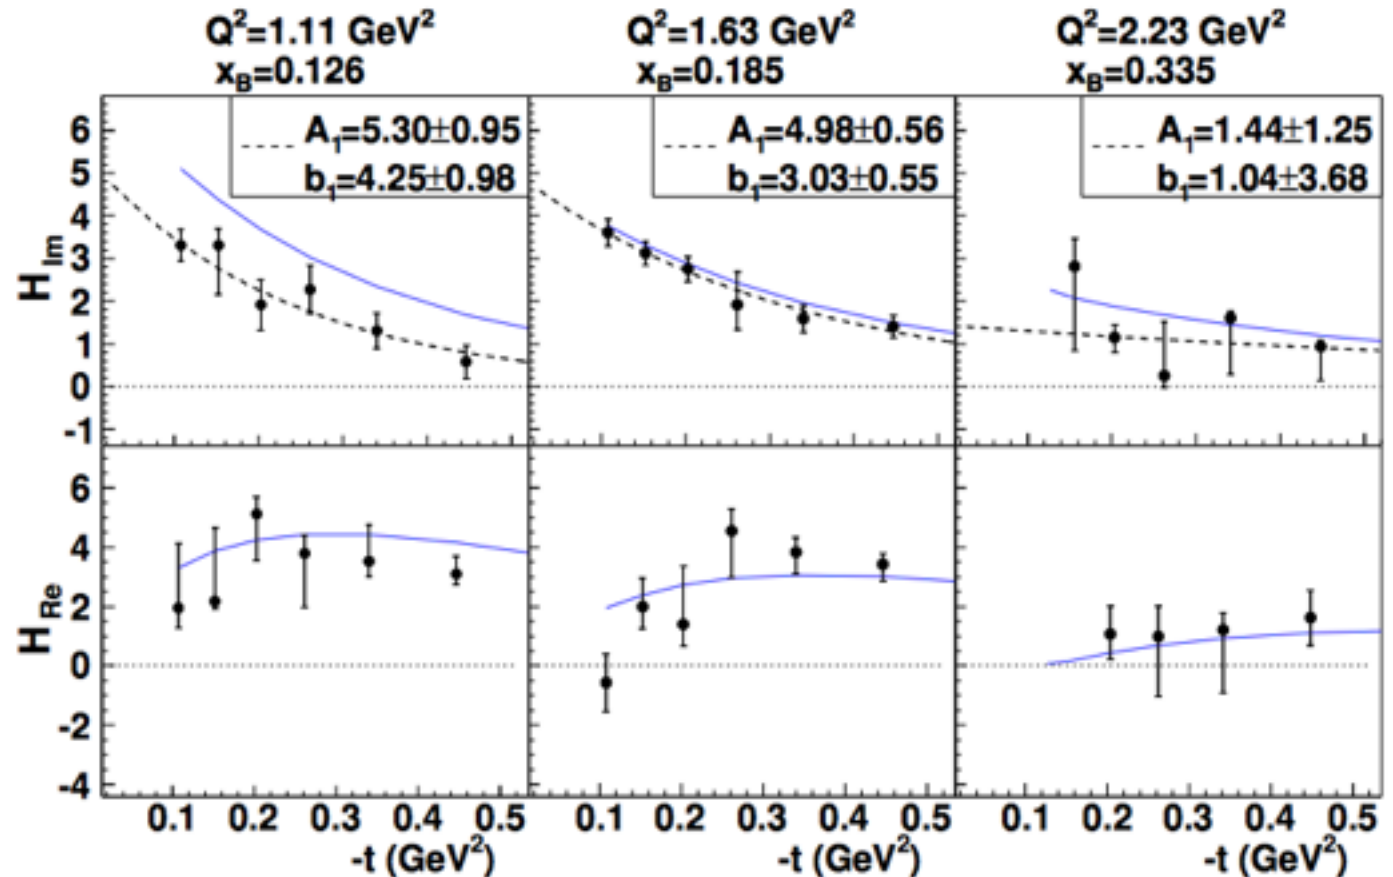 Q²=1.11 GeV² Q²=1.63 GeV² Q²=2.23 GeV²
x_B=0.126 x_B=0.185 x_B=0.335
A₁=5.30±0.95 A₁=4.98±0.56 A₁=1.44±1.25
b₁=4.25±0.98 b₁=3.03±0.55 b₁=1.04±3.68
H_Im
6
5
4
3
2
1
0
-1
H_Re
6
4
2
0
-2
-4
0.1 0.2 0.3 0.4 0.5 0.1 0.2 0.3 0.4 0.5 0.1 0.2 0.3 0.4 0.5
-t (GeV²) -t (GeV²) -t (GeV²)